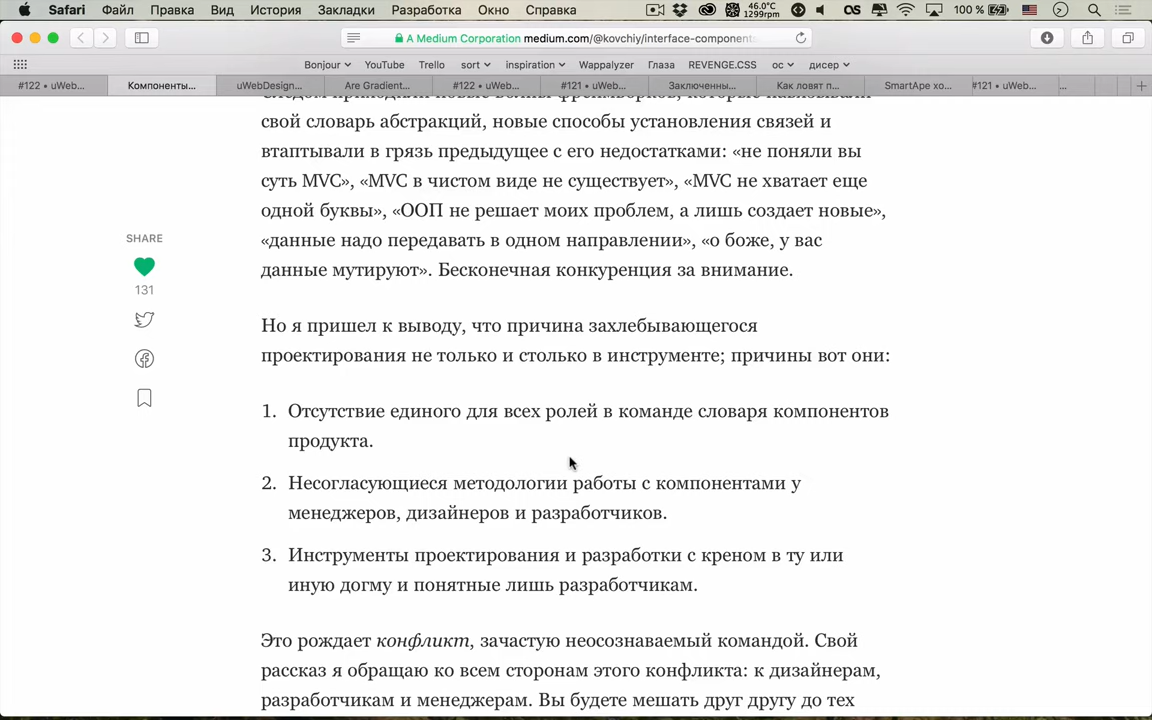 Safari Файл Правка Вид История Закладки Разработка Окно Справка 46.0°C 1299rpm 100 %
A Medium Corporation medium.com/@kovchiy/interface-component
Bonjour YouTube Trello sort inspiration Wappalyzer Глаза REVENGE.CSS ос дисер
#122 • uWeb... Компоненты... uWebDesign... Are Gradient... #122 • uWeb... #121 • uWeb... Заключенны... Как ловят п... SmartApe хо... #121 • uWeb... ...
следом приходили новые волны фреймворков, которые навязывали
свой словарь абстракций, новые способы установления связей и
втаптывали в грязь предыдущее с его недостатками: «не поняли вы
суть MVC», «MVC в чистом виде не существует», «MVC не хватает еще
одной буквы», «ООП не решает моих проблем, а лишь создает новые»,
«данные надо передавать в одном направлении», «о боже, у вас
данные мутируют». Бесконечная конкуренция за внимание.
SHARE
131
Но я пришел к выводу, что причина захлебывающегося
проектирования не только и столько в инструменте; причины вот они:
1. Отсутствие единого для всех ролей в команде словаря компонентов
продукта.
2. Несогласующиеся методологии работы с компонентами у
менеджеров, дизайнеров и разработчиков.
3. Инструменты проектирования и разработки с креном в ту или
иную догму и понятные лишь разработчикам.
Это рождает конфликт, зачастую неосознаваемый командой. Свой
рассказ я обращаю ко всем сторонам этого конфликта: к дизайнерам,
разработчикам и менеджерам. Вы будете мешать друг другу до тех